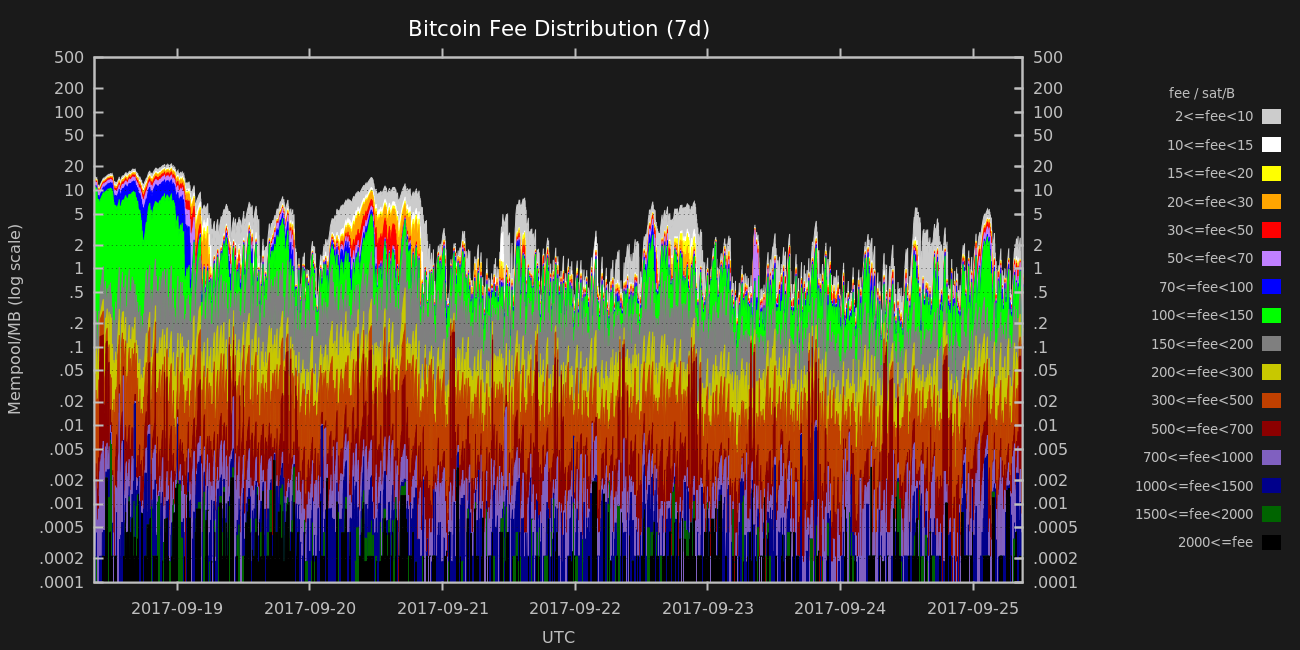 Bitcoin Fee Distribution (7d)
Mempool/MB (log scale)
500
200
100
50
20
10
5
2
1
.5
.2
.1
.05
.02
.01
.005
.002
.001
.0005
.0002
.0001
500
200
100
50
20
10
5
2
1
.5
.2
.1
.05
.02
.01
.005
.002
.001
.0005
.0002
.0001
2017-09-19 2017-09-20 2017-09-21 2017-09-22 2017-09-23 2017-09-24 2017-09-25
UTC
fee / sat/B
2<=fee<10
10<=fee<15
15<=fee<20
20<=fee<30
30<=fee<50
50<=fee<70
70<=fee<100
100<=fee<150
150<=fee<200
200<=fee<300
300<=fee<500
500<=fee<700
700<=fee<1000
1000<=fee<1500
1500<=fee<2000
2000<=fee